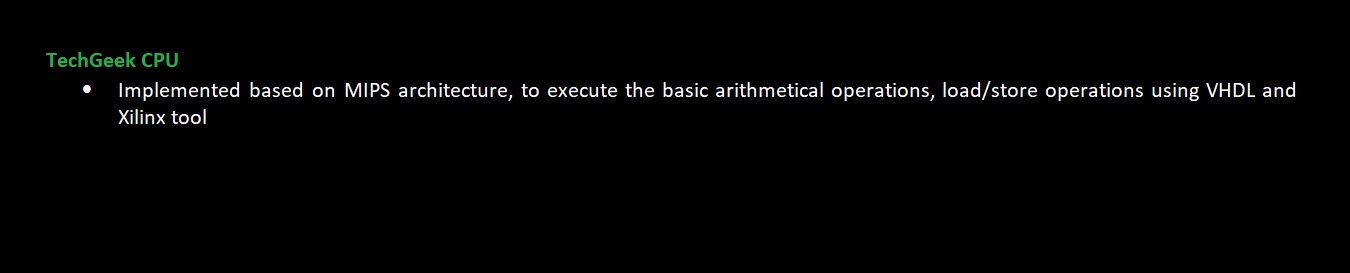 TechGeek CPU
• Implemented based on MIPS architecture, to execute the basic arithmetical operations, load/store operations using VHDL and
Xilinx tool